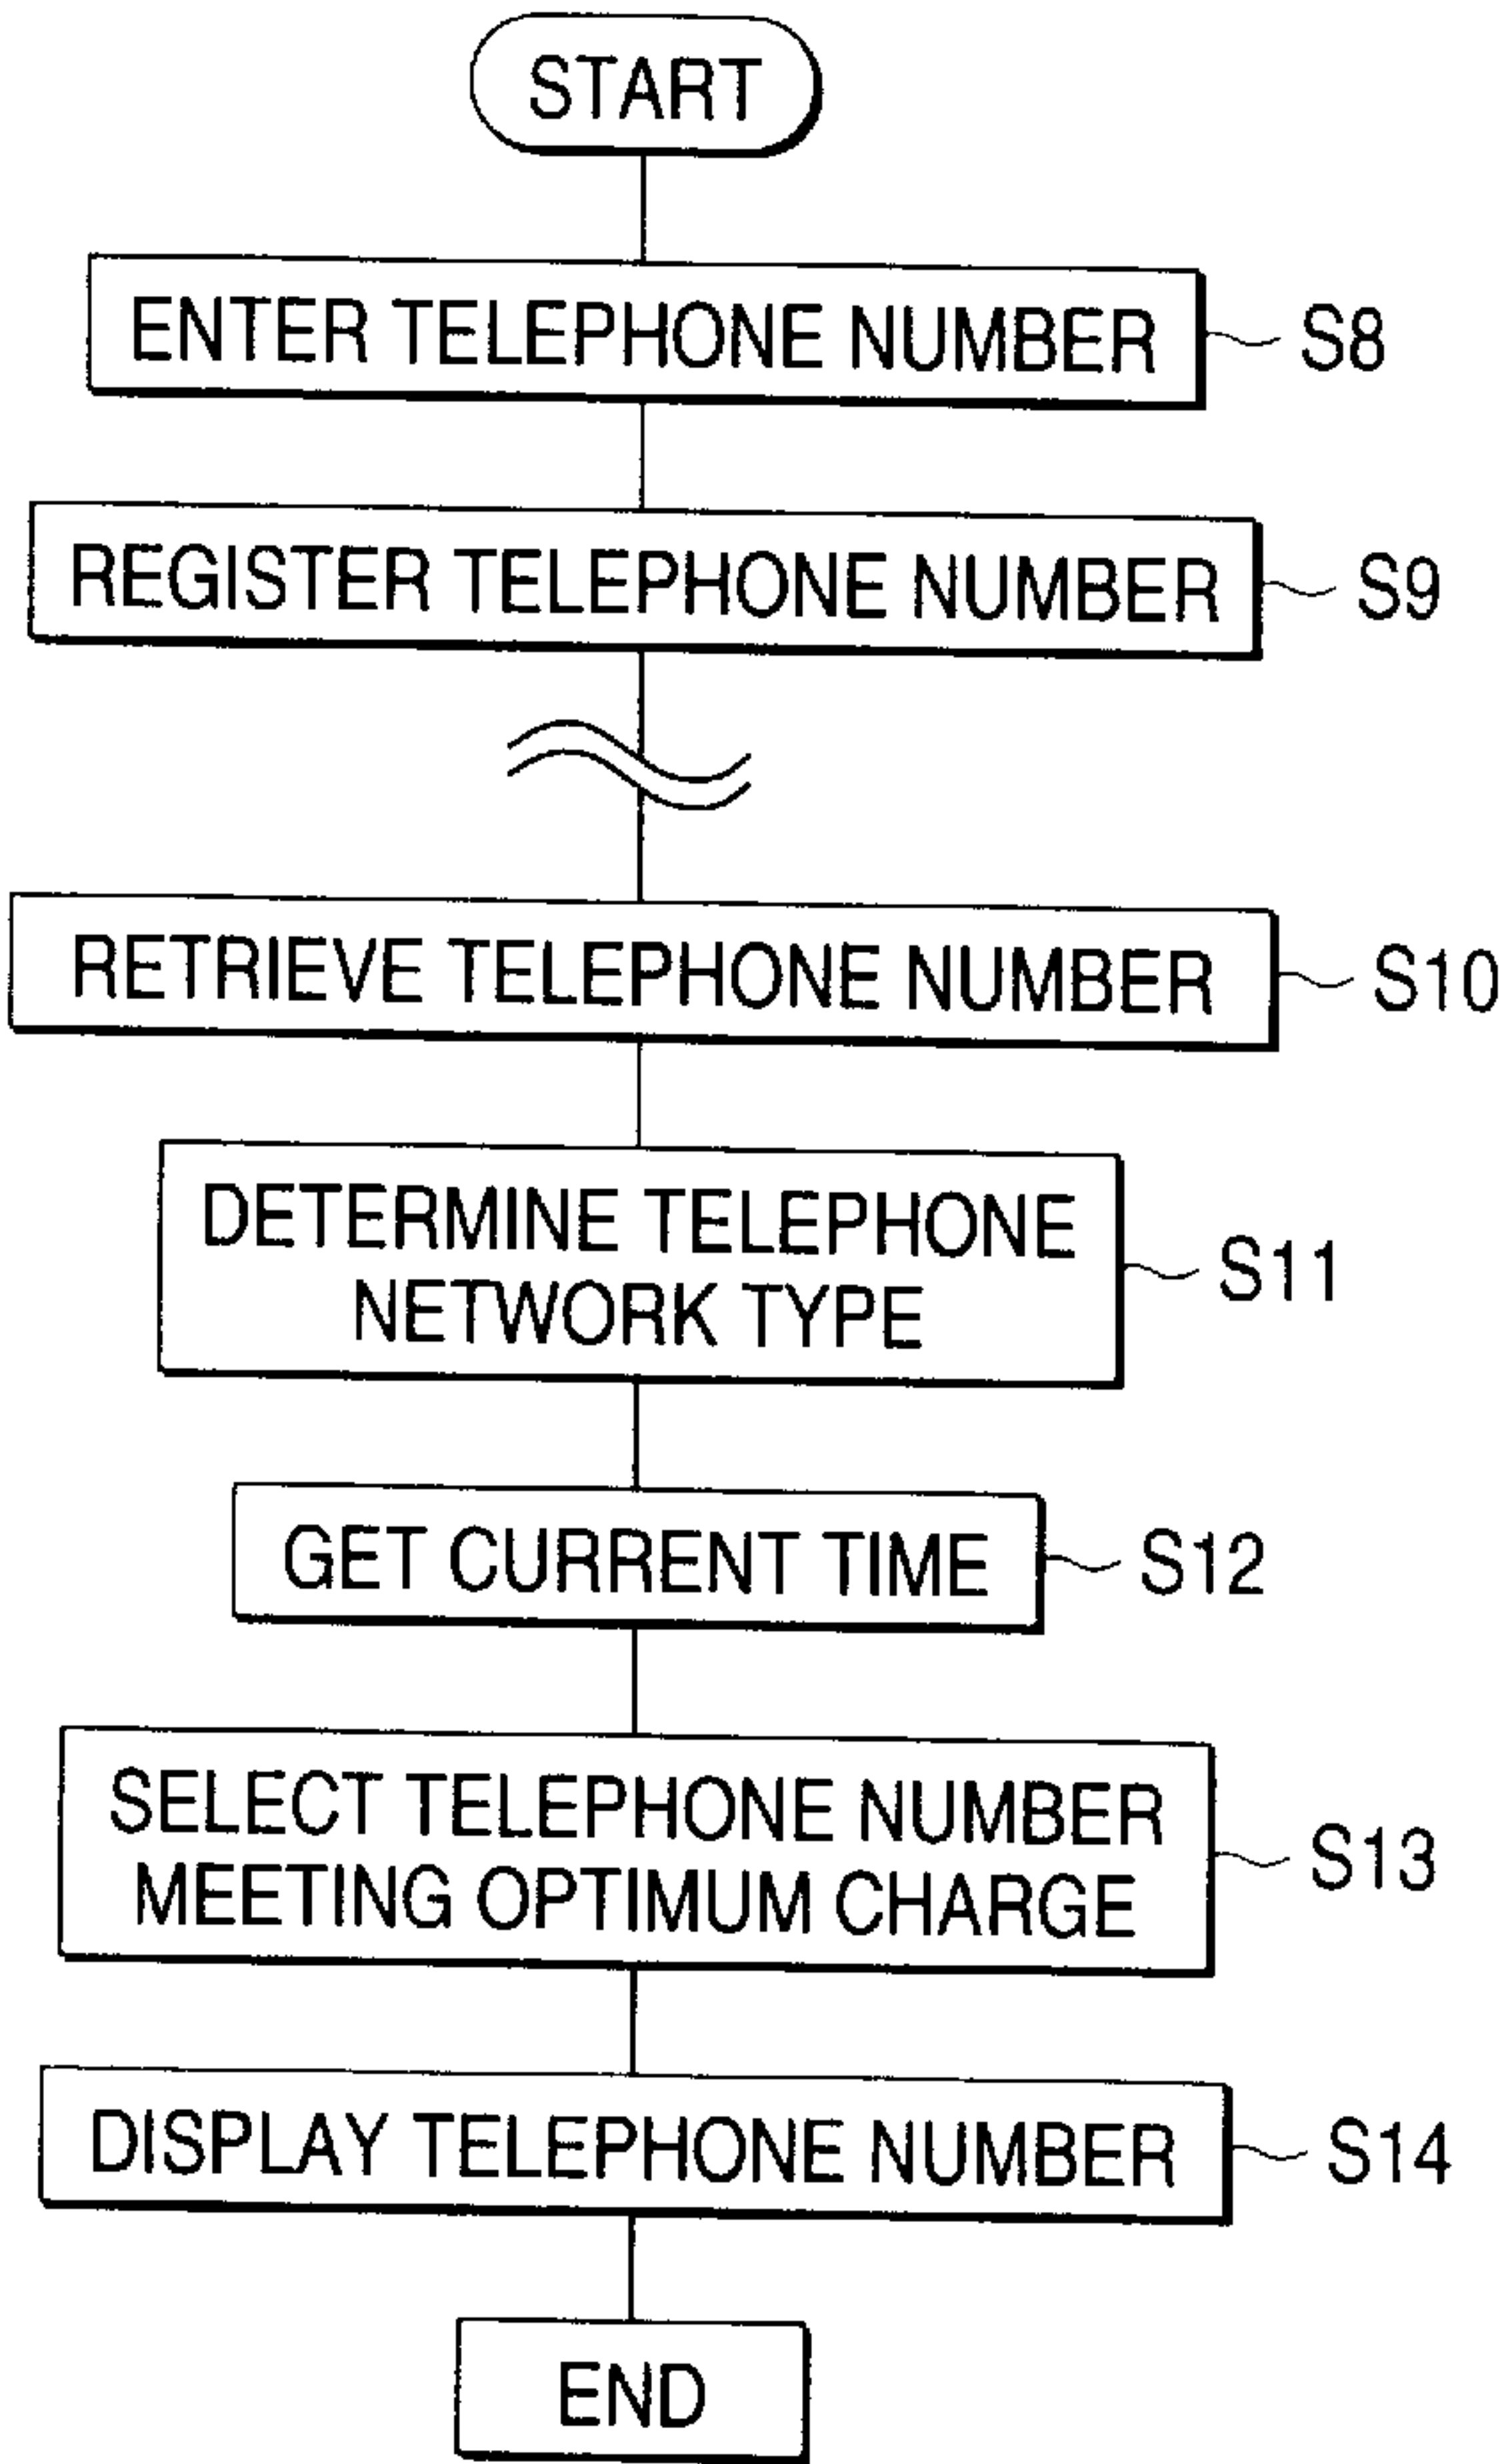 START
ENTER TELEPHONE NUMBER S8
REGISTER TELEPHONE NUMBER S9
RETRIEVE TELEPHONE NUMBER S10
DETERMINE TELEPHONE
NETWORK TYPE
S11
GET CURRENT TIME S12
SELECT TELEPHONE NUMBER
MEETING OPTIMUM CHARGE
S13
DISPLAY TELEPHONE NUMBER S14
END